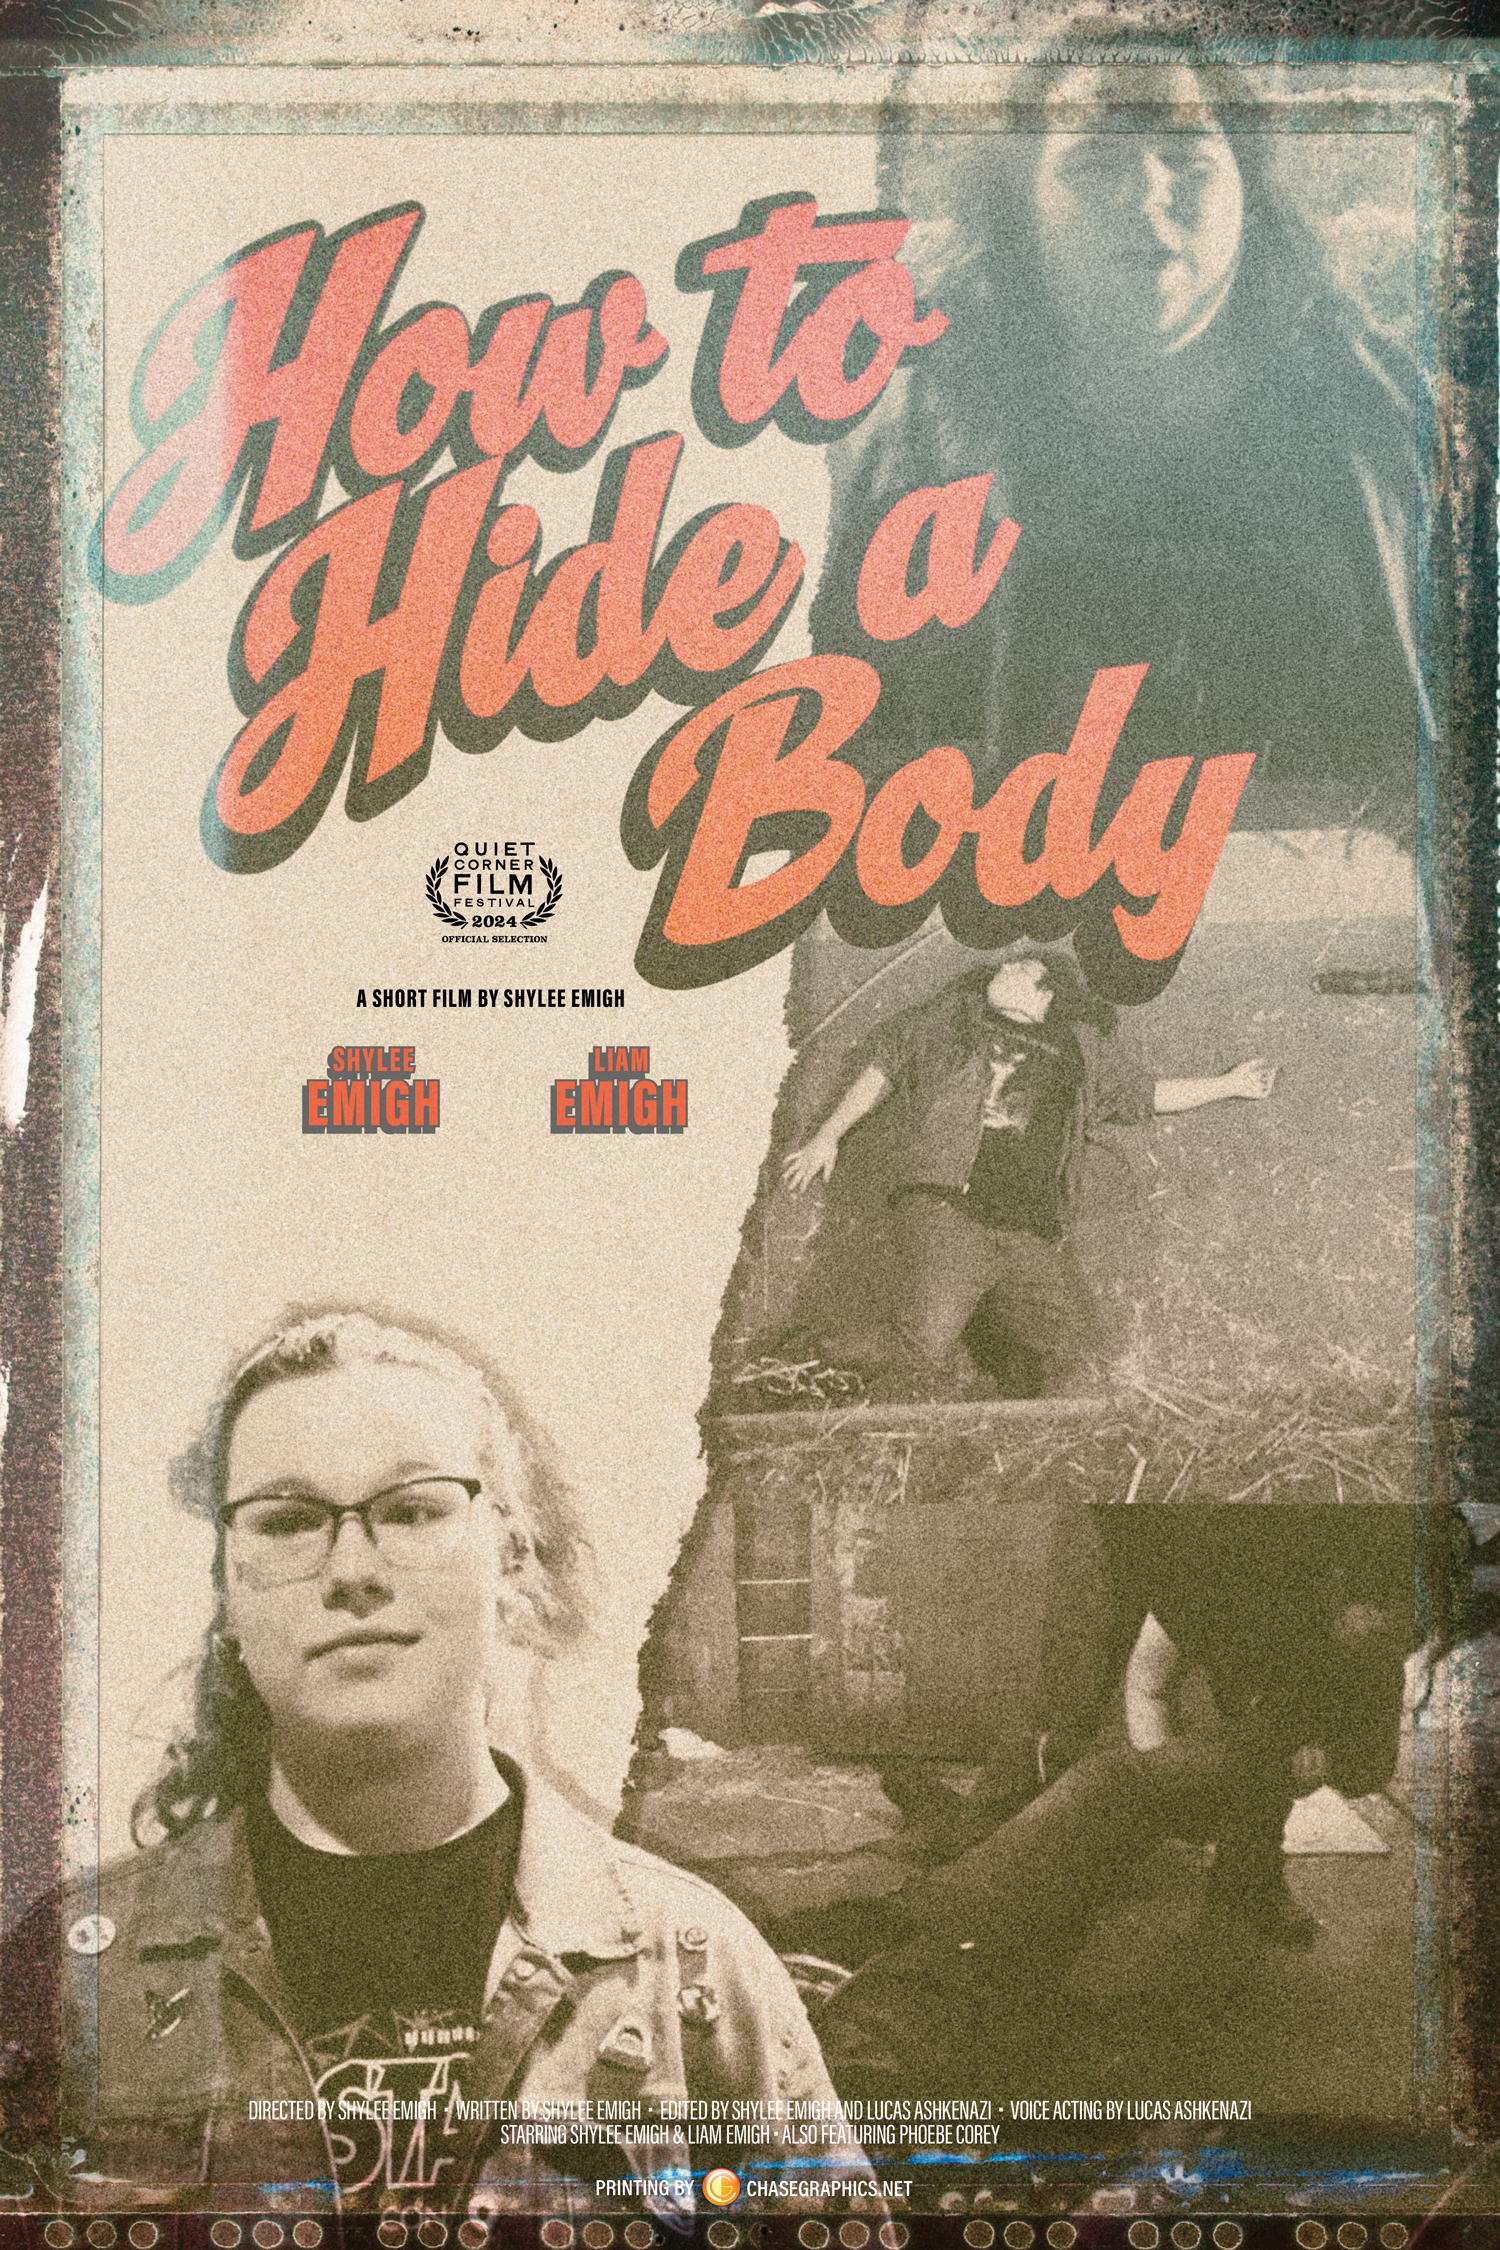 How to
Hide a
Body
QUIET
CORNER
FILM
FESTIVAL
2024
OFFICIAL SELECTION
A SHORT FILM BY SHYLEE EMIGH
SHYLEE
EMIGH
LIAM
EMIGH
DIRECTED BY SHYLEE EMIGH • WRITTEN BY SHYLEE EMIGH • EDITED BY SHYLEE EMIGH AND LUCAS ASHKENAZI • VOICE ACTING BY LUCAS ASHKENAZI
STARRING SHYLEE EMIGH & LIAM EMIGH • ALSO FEATURING PHOEBE COREY
PRINTING BY CHASEGRAPHICS.NET